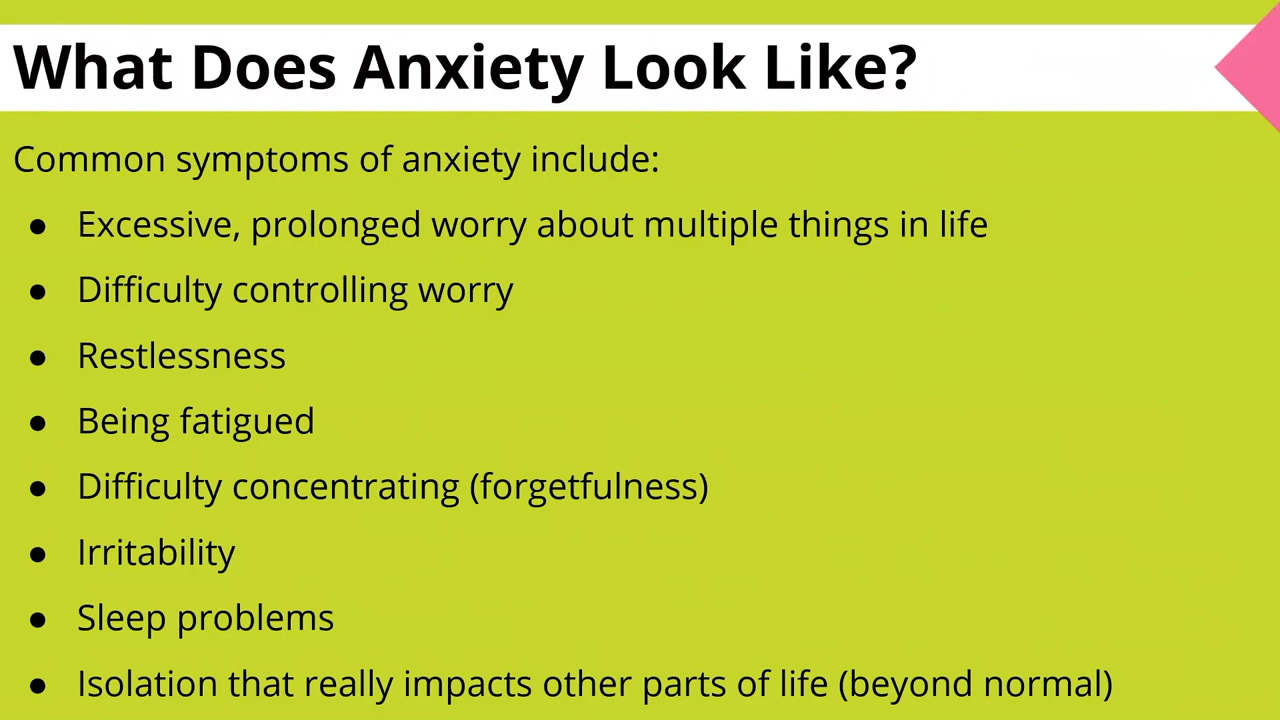 What Does Anxiety Look Like?
Common symptoms of anxiety include:
● Excessive, prolonged worry about multiple things in life
● Difficulty controlling worry
● Restlessness
● Being fatigued
● Difficulty concentrating (forgetfulness)
● Irritability
● Sleep problems
● Isolation that really impacts other parts of life (beyond normal)